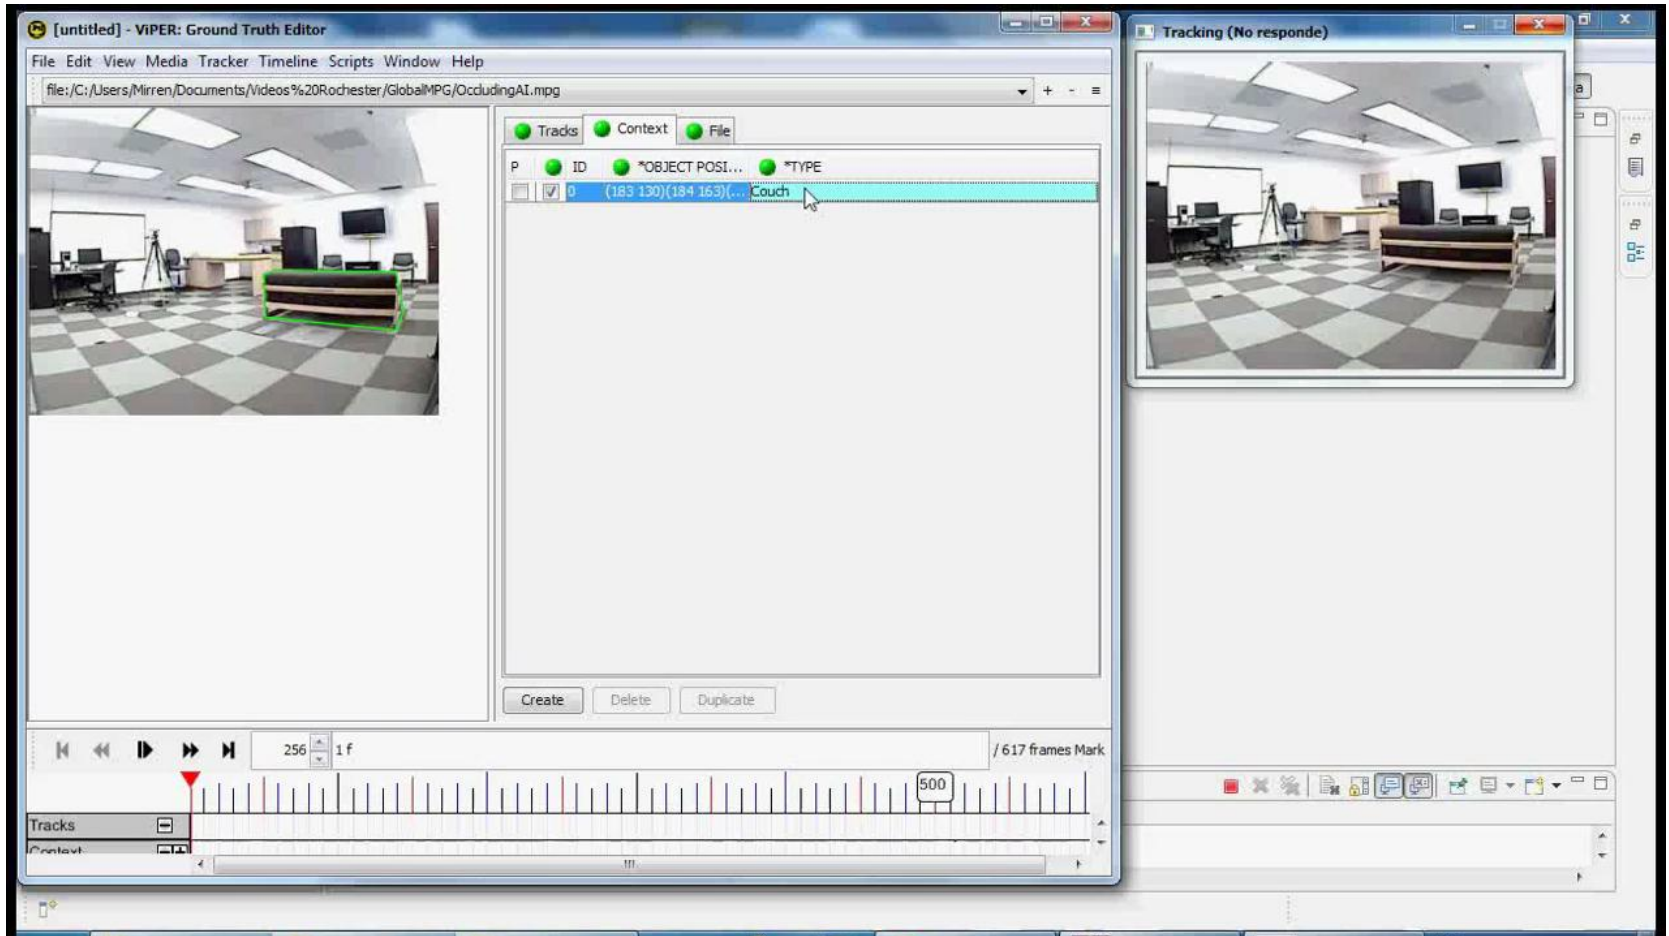 [untitled] - ViPER: Ground Truth Editor
File Edit View Media Tracker Timeline Scripts Window Help
file:/C:/Users/Mirren/Documents/Videos%20Rochester/GlobalMPG/OccludingAI.mpg
+ - =
Tracks Context File
P ID *OBJECT POSI... *TYPE
0 (183 130)(184 163)(... Couch
Create Delete Duplicate
256 1 f / 617 frames Mark
500
Tracks
Context
Tracking (No responde)
a